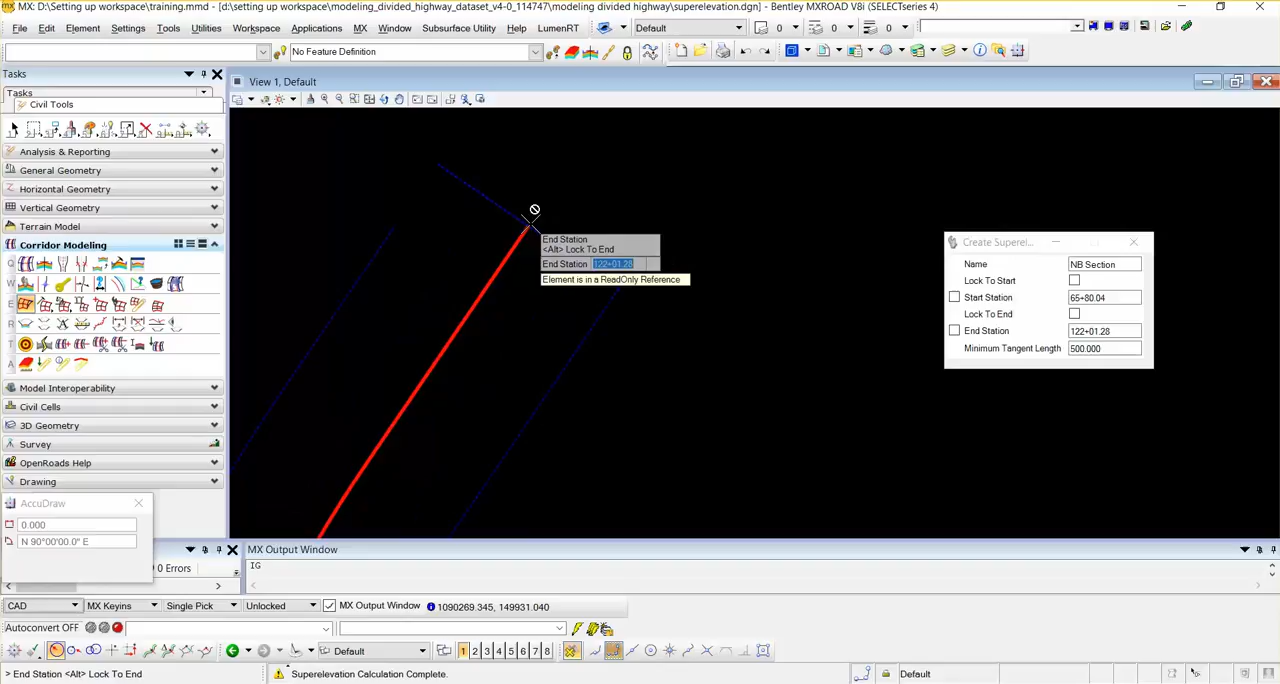 MX: D:\Setting up workspace\training.mmd - [d:\setting up workspace\modeling_divided_highway_dataset_v4-0_114747\modeling divided highway\superelevation.dgn] - Bentley MXROAD V8i (SELECTseries 4)
File Edit Element Settings Tools Utilities Workspace Applications MX Window Subsurface Utility Help LumenRT Default 0 0 0
No Feature Definition
Tasks
View 1, Default
Tasks
Civil Tools
Analysis & Reporting
General Geometry
Horizontal Geometry
Vertical Geometry
Terrain Model
Corridor Modeling
Q
W
E
R
T
A
Model Interoperability
Civil Cells
3D Geometry
Survey
OpenRoads Help
Drawing
End Station
<Alt> Lock To End
End Station 122+01.28
Element is in a ReadOnly Reference
Create Superel...
Name NB Section
Lock To Start
Start Station 65+80.04
Lock To End
End Station 122+01.28
Minimum Tangent Length 500.000
AccuDraw
0.000
N 90°00'00.0" E
0 Errors
MX Output Window
IG
CAD MX Keyins Single Pick Unlocked MX Output Window 1090269.345, 149931.040
Autoconvert OFF
Default 1 2 3 4 5 6 7 8
> End Station <Alt> Lock To End Superelevation Calculation Complete. Default